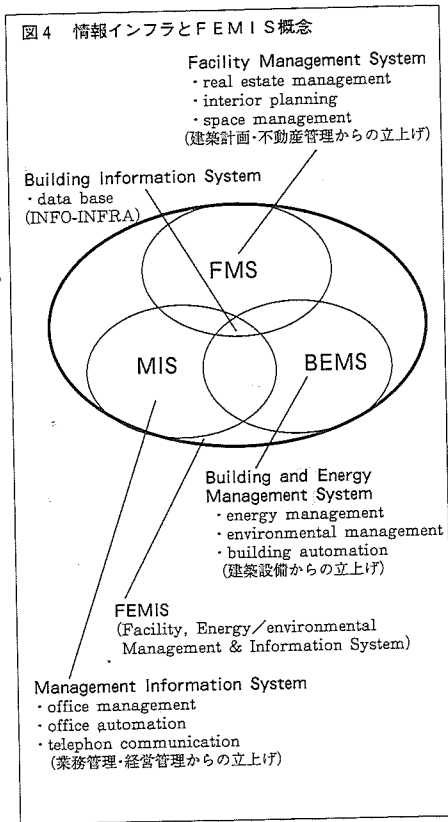 図4 情報インフラとFEMIS概念
Facility Management System
・real estate management
・interior planning
・space management
(建築計画・不動産管理からの立上げ)
Building Information System
・data base
(INFO-INFRA)
FMS
MIS
BEMS
Building and Energy
Management System
・energy management
・environmental management
・building automation
(建築設備からの立上げ)
FEMIS
(Facility, Energy／environmental
Management & Information System)
Management Information System
・office management
・office automation
・telephon communication
(業務管理・経営管理からの立上げ)